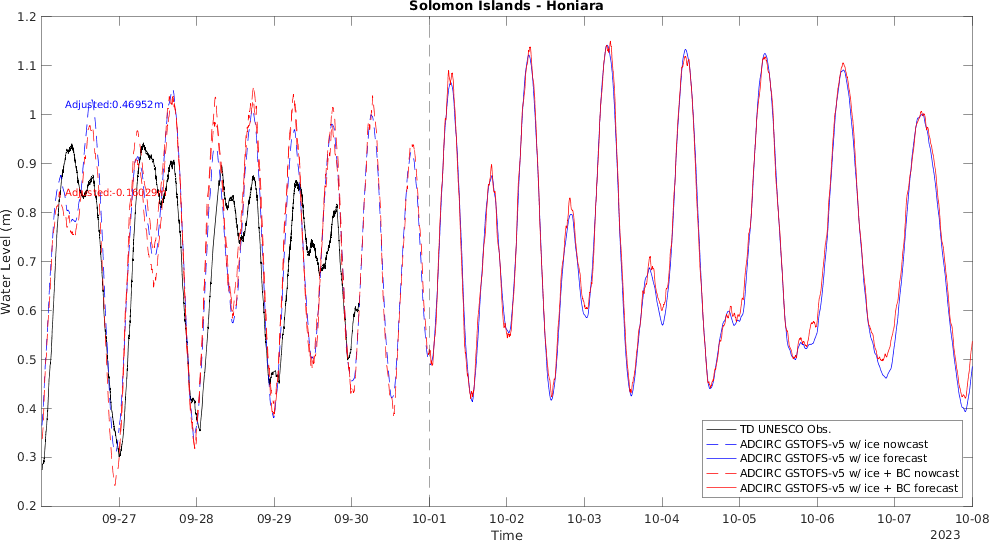 Solomon Islands - Honiara
1.2
1.1
1
0.9
0.8
0.7
0.6
0.5
0.4
0.3
0.2
Water Level (m)
Adjusted:0.46952m
Adjusted:-0.16029m
TD UNESCO Obs.
ADCIRC GSTOFS-v5 w/ ice nowcast
ADCIRC GSTOFS-v5 w/ ice forecast
ADCIRC GSTOFS-v5 w/ ice + BC nowcast
ADCIRC GSTOFS-v5 w/ ice + BC forecast
09-27 09-28 09-29 09-30 10-01 10-02 10-03 10-04 10-05 10-06 10-07 10-08
Time
2023